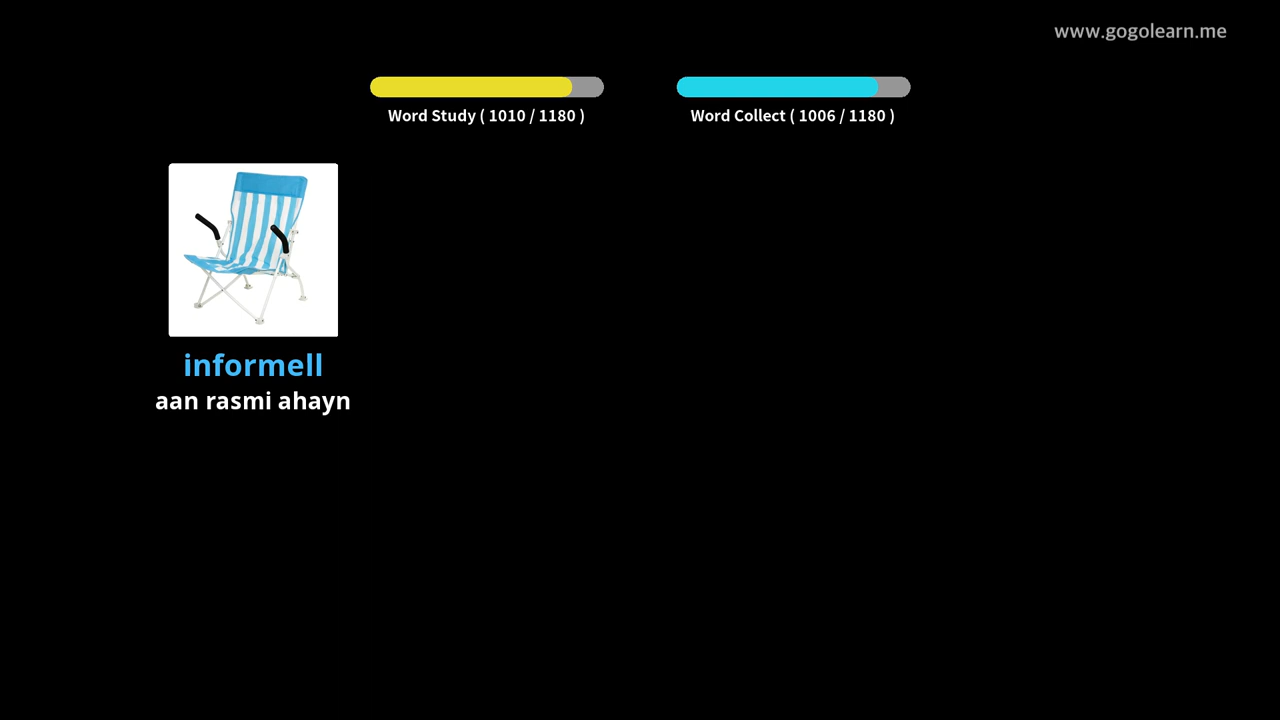 www.gogolearn.me
Word Study ( 1010 / 1180 )
Word Collect ( 1006 / 1180 )
informell
aan rasmi ahayn